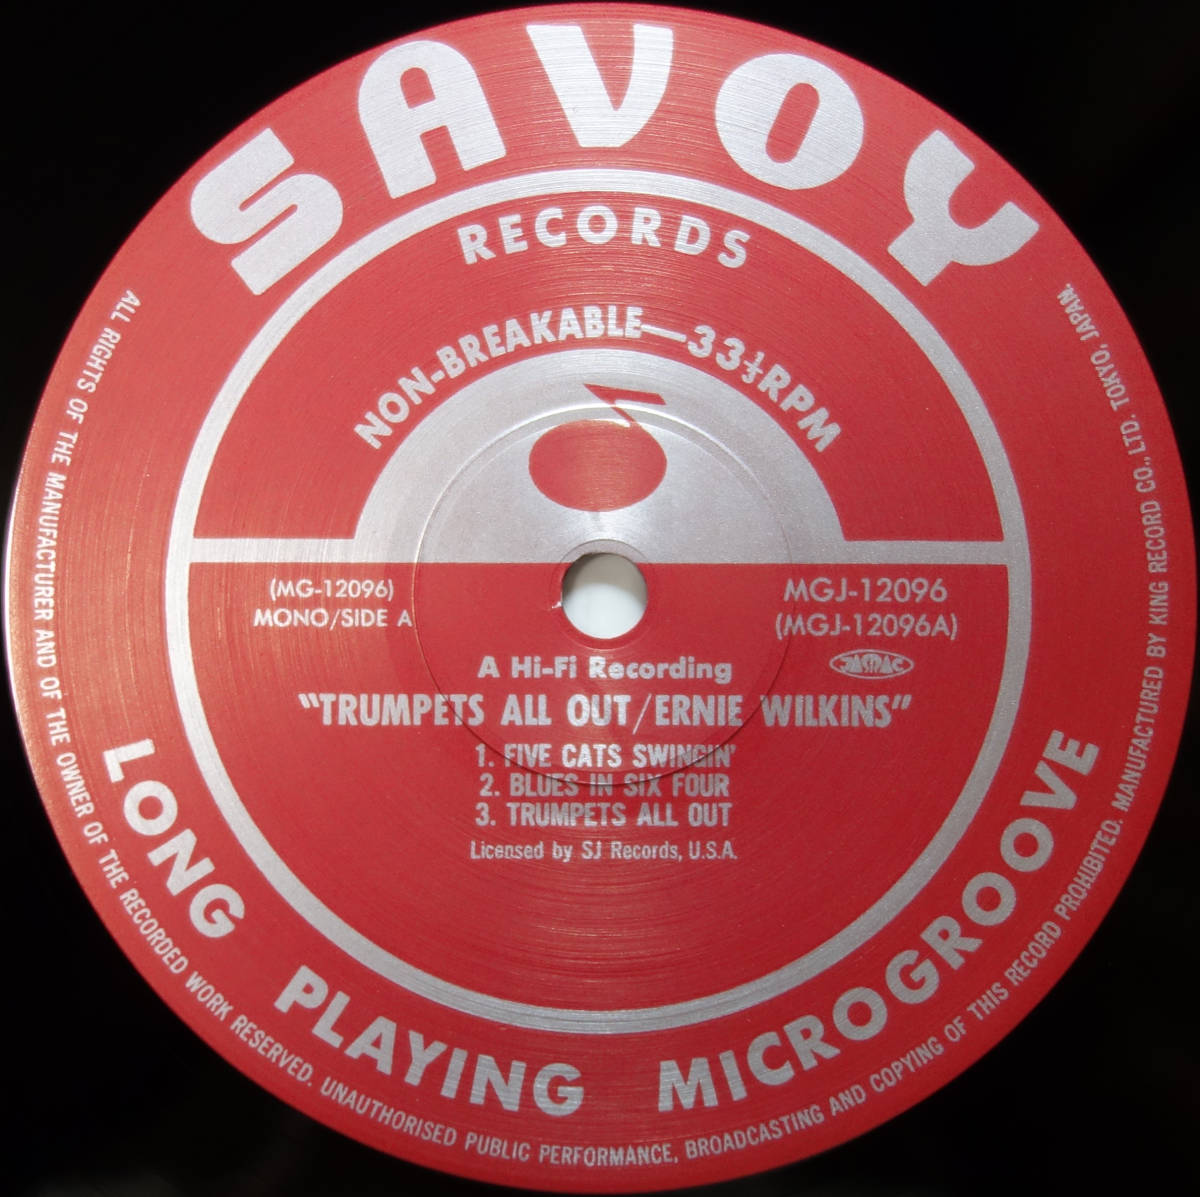 SAVOY
RECORDS
NON-BREAKABLE—33⅓RPM
(MG-12096)
MONO/SIDE A
MGJ-12096
(MGJ-12096A)
JASRAC
A Hi-Fi Recording
"TRUMPETS ALL OUT/ERNIE WILKINS"
1. FIVE CATS SWINGIN'
2. BLUES IN SIX FOUR
3. TRUMPETS ALL OUT
Licensed by SJ Records, U.S.A.
LONG PLAYING MICROGROOVE
ALL RIGHTS OF THE MANUFACTURER AND OF THE OWNER OF THE RECORDED WORK RESERVED. UNAUTHORISED PUBLIC PERFORMANCE, BROADCASTING AND COPYING OF THIS RECORD PROHIBITED. MANUFACTURED BY KING RECORD CO., LTD. TOKYO, JAPAN.